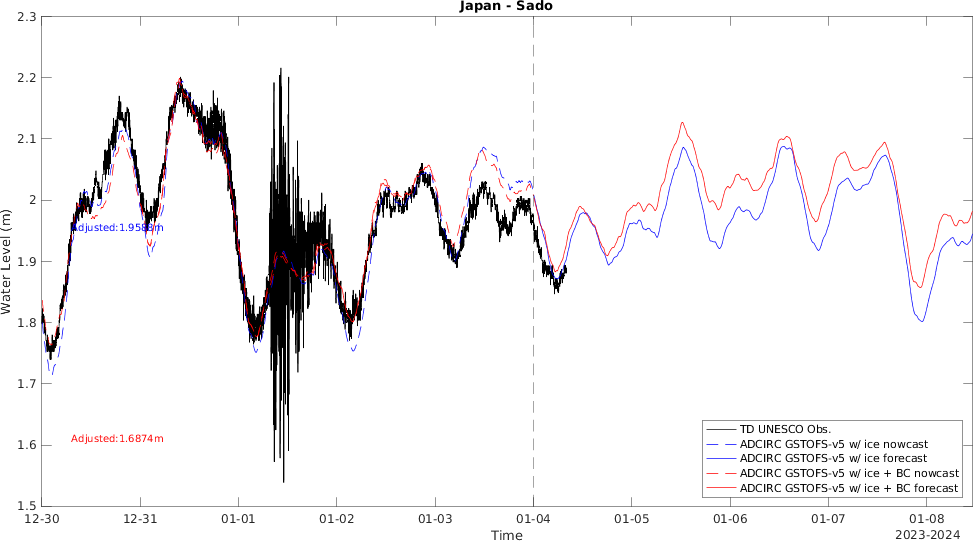 Japan - Sado
Water Level (m)
2.3
2.2
2.1
2
1.9
1.8
1.7
1.6
1.5
Adjusted:1.9588m
Adjusted:1.6874m
TD UNESCO Obs.
ADCIRC GSTOFS-v5 w/ ice nowcast
ADCIRC GSTOFS-v5 w/ ice forecast
ADCIRC GSTOFS-v5 w/ ice + BC nowcast
ADCIRC GSTOFS-v5 w/ ice + BC forecast
12-30 12-31 01-01 01-02 01-03 01-04 01-05 01-06 01-07 01-08
Time
2023-2024